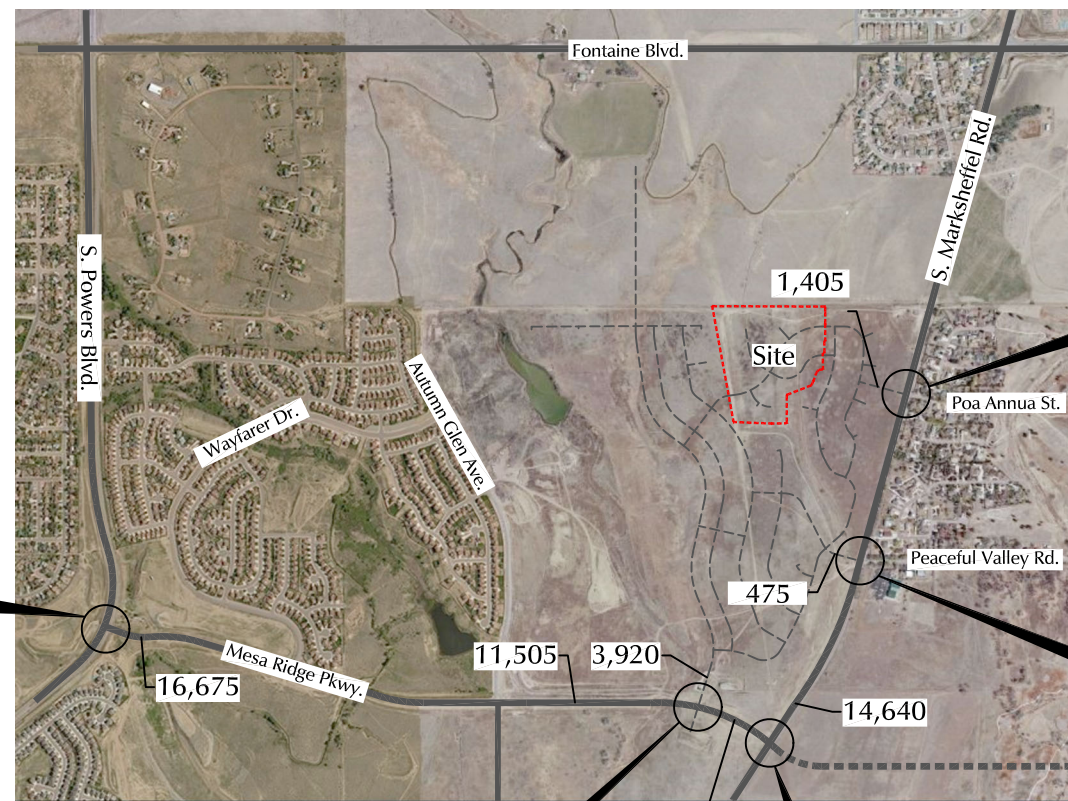 Fontaine Blvd.
S. Marksheffel Rd.
S. Powers Blvd.
1,405
Site
Autumn Glen Ave.
Poa Annua St.
Wayfarer Dr.
Peaceful Valley Rd.
475
Mesa Ridge Pkwy.
11,505
3,920
16,675
14,640